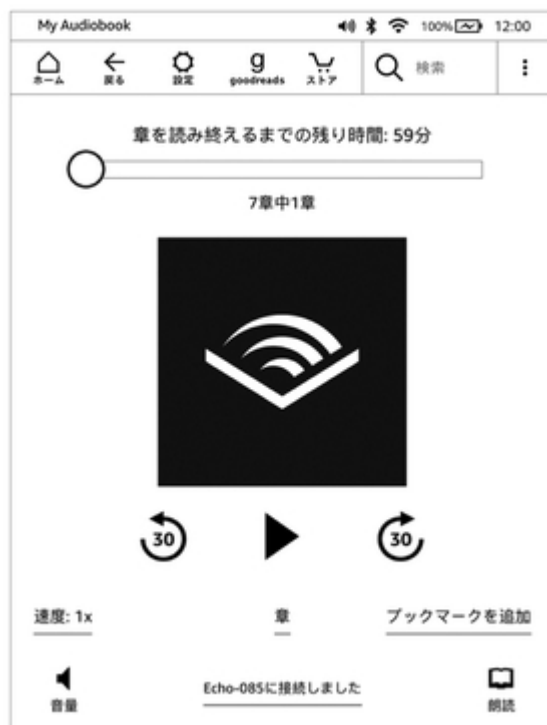 My Audiobook 100% 12:00
ホーム 戻る 設定 goodreads ストア 検索
章を読み終えるまでの残り時間: 59分
7章中1章
30 30
速度: 1x 章 ブックマークを追加
音量 Echo-085に接続しました 朗読